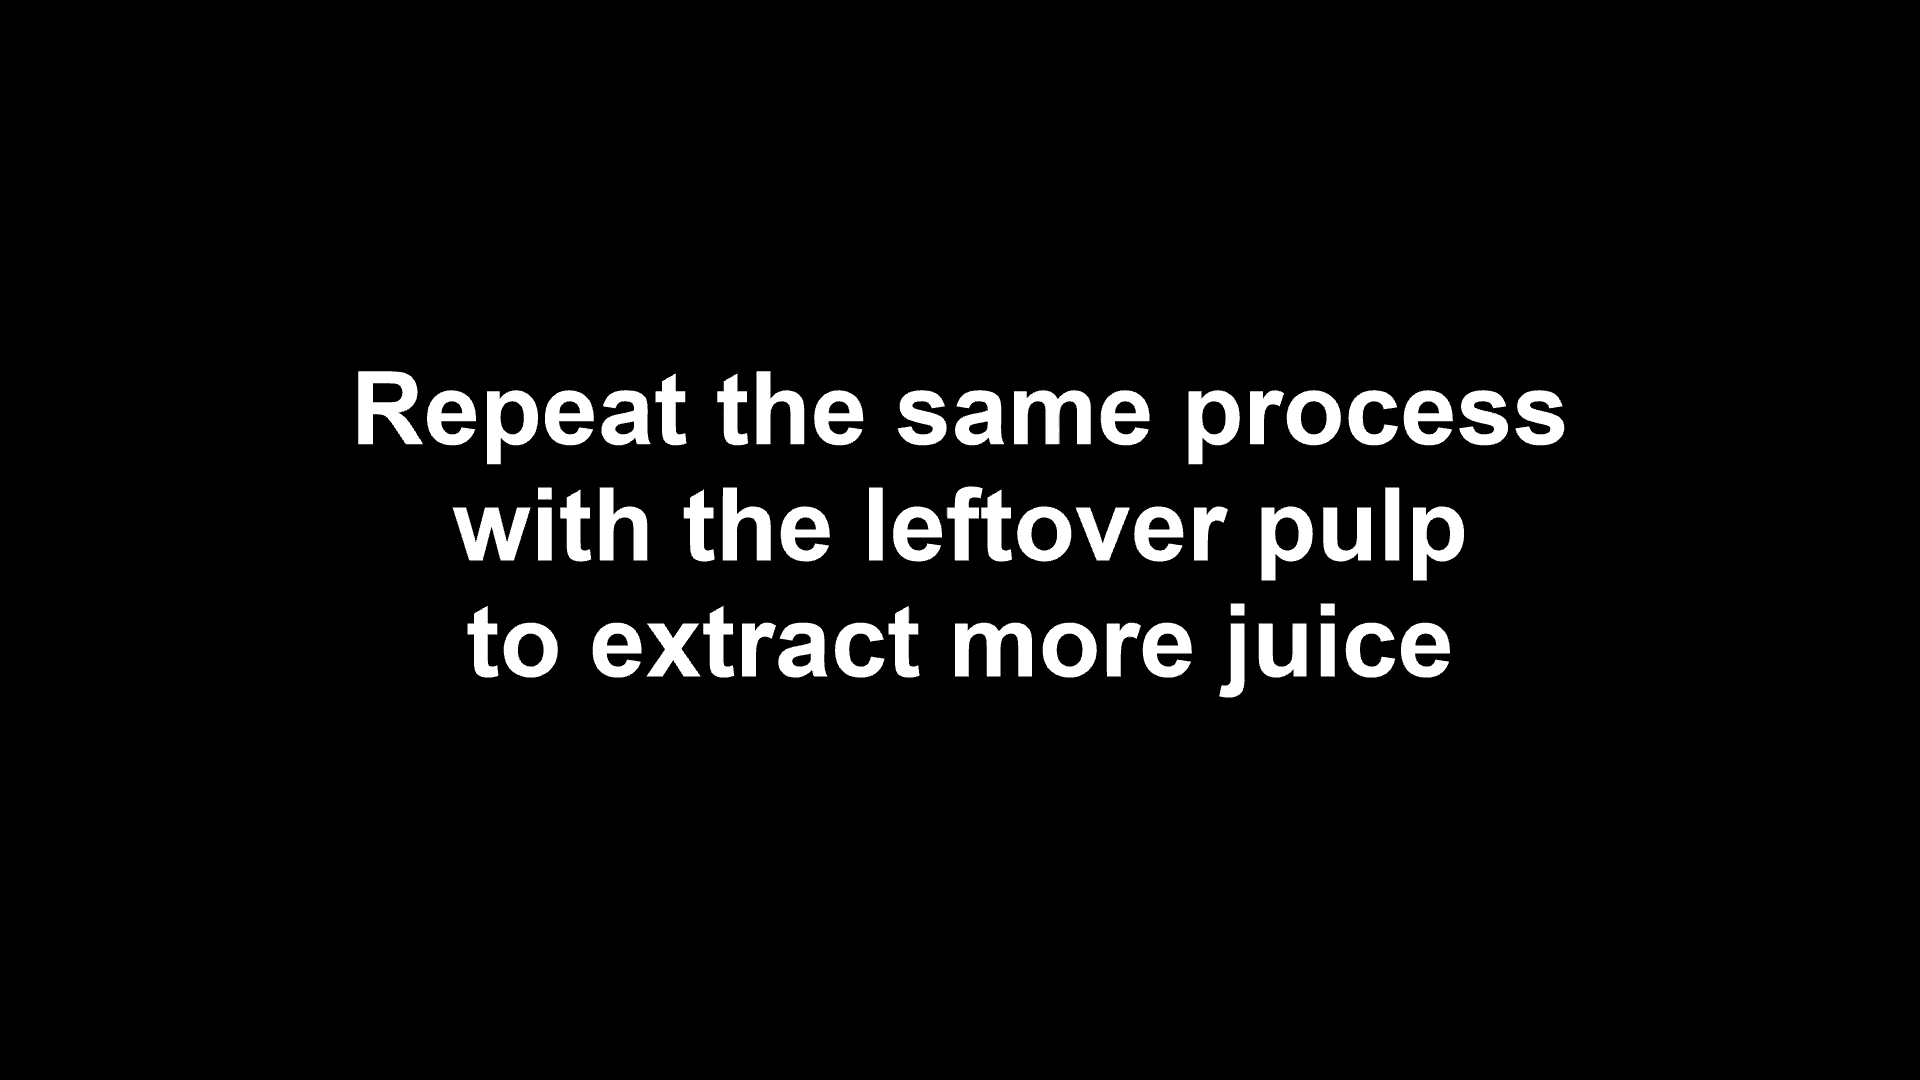 Repeat the same process
with the leftover pulp
to extract more juice